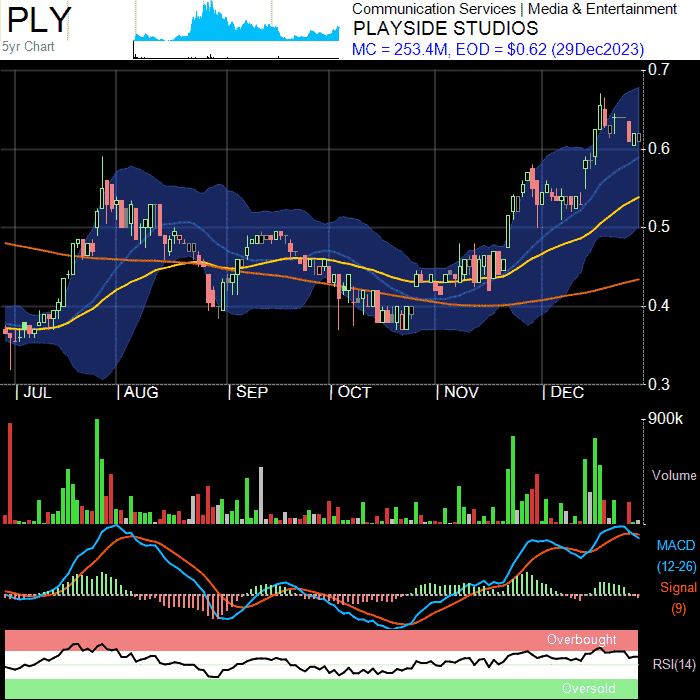 PLY
5yr Chart
Communication Services | Media & Entertainment
PLAYSIDE STUDIOS
MC = 253.4M, EOD = $0.62 (29Dec2023)
0.7
0.6
0.5
0.4
0.3
| JUL | AUG | SEP | OCT | NOV | DEC
900k
Volume
MACD
(12-26)
Signal
(9)
Overbought
RSI(14)
Oversold